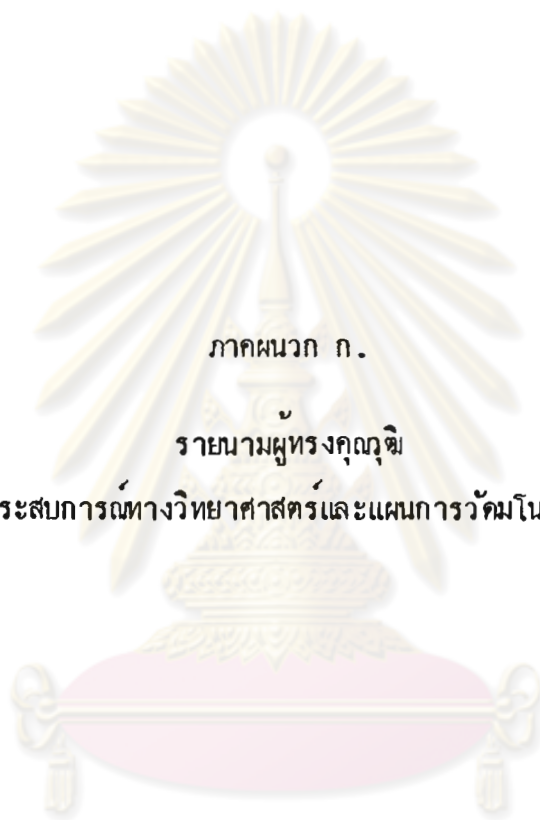 ภาคผนวก ก.
รายนามผู้ทรงคุณวุฒิ
ระสบการณ์ทางวิทยาศาสตร์และแผนการวัดมโน